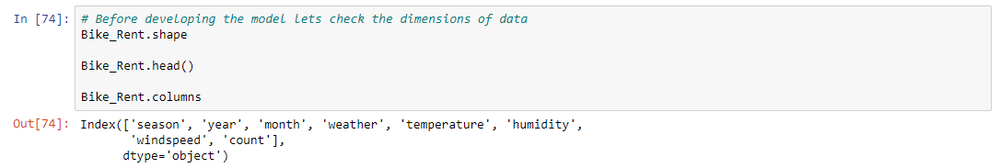 In [74]: # Before developing the model lets check the dimensions of data
Bike_Rent.shape
Bike_Rent.head()
Bike_Rent.columns
Out[74]: Index(['season', 'year', 'month', 'weather', 'temperature', 'humidity',
'windspeed', 'count'],
dtype='object')